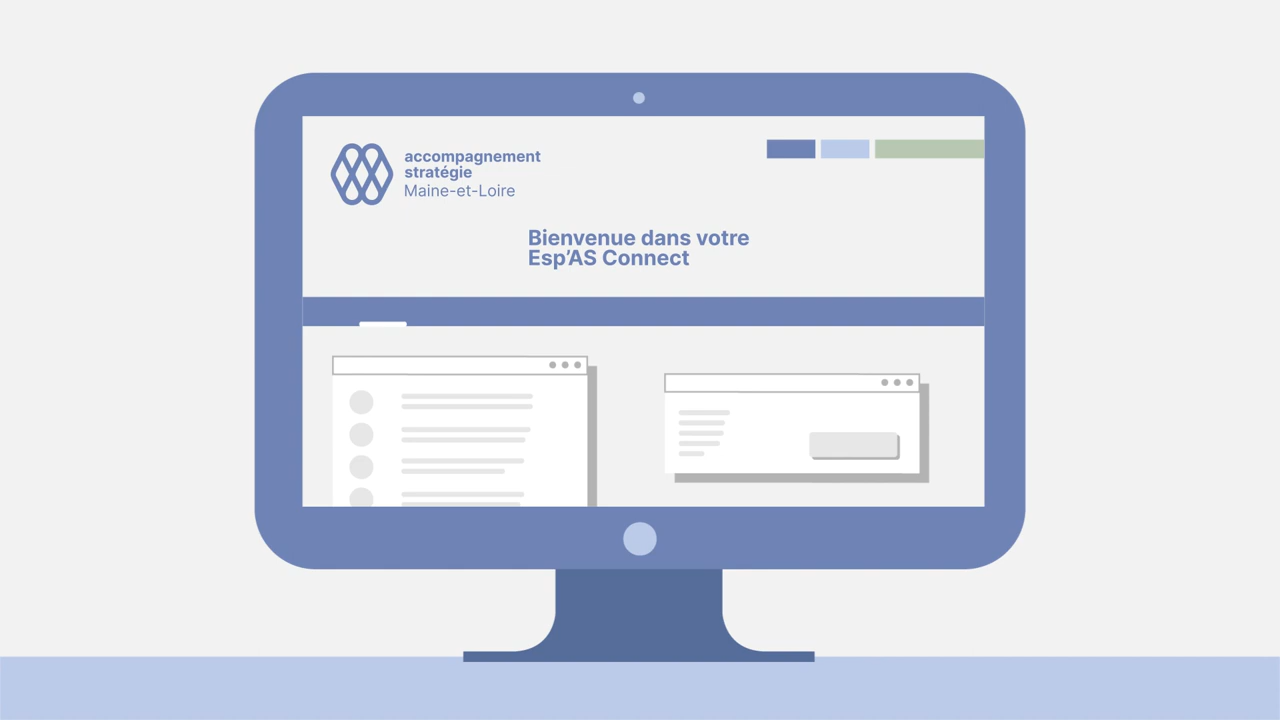 accompagnement
stratégie
Maine-et-Loire
Bienvenue dans votre
Esp’AS Connect